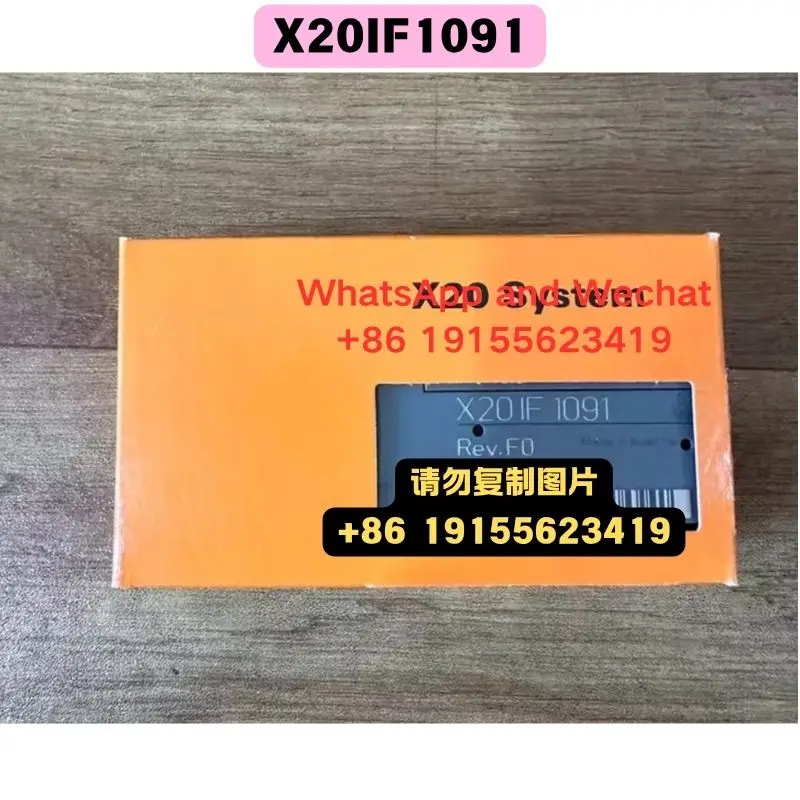 X20IF1091
X20 System
WhatsApp and Wechat
+86 19155623419
X20IF 1091
Rev.F0
请勿复制图片
+86 19155623419